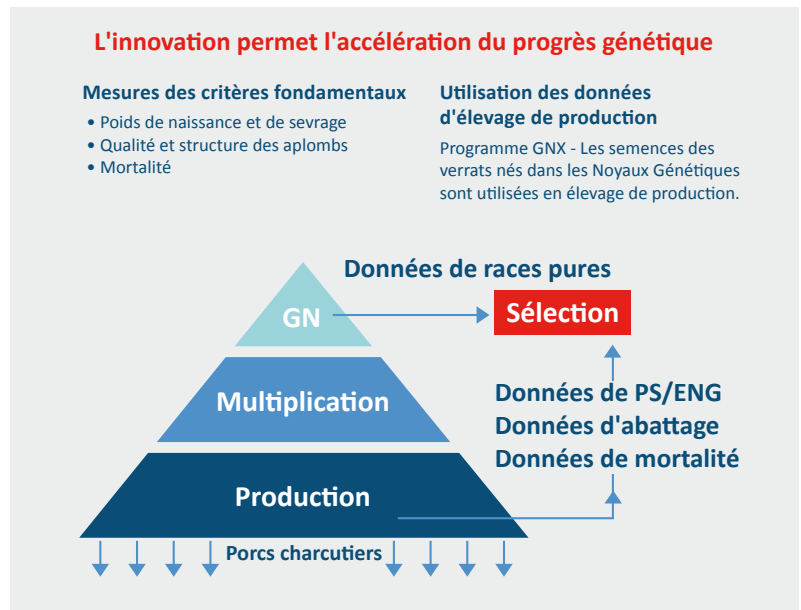 L'innovation permet l'accélération du progrès génétique
Mesures des critères fondamentaux
• Poids de naissance et de sevrage
• Qualité et structure des aplombs
• Mortalité
Utilisation des données
d'élevage de production
Programme GNX - Les semences des
verrats nés dans les Noyaux Génétiques
sont utilisées en élevage de production.
Données de races pures
GN
Sélection
Multiplication
Données de PS/ENG
Données d'abattage
Données de mortalité
Production
Porcs charcutiers